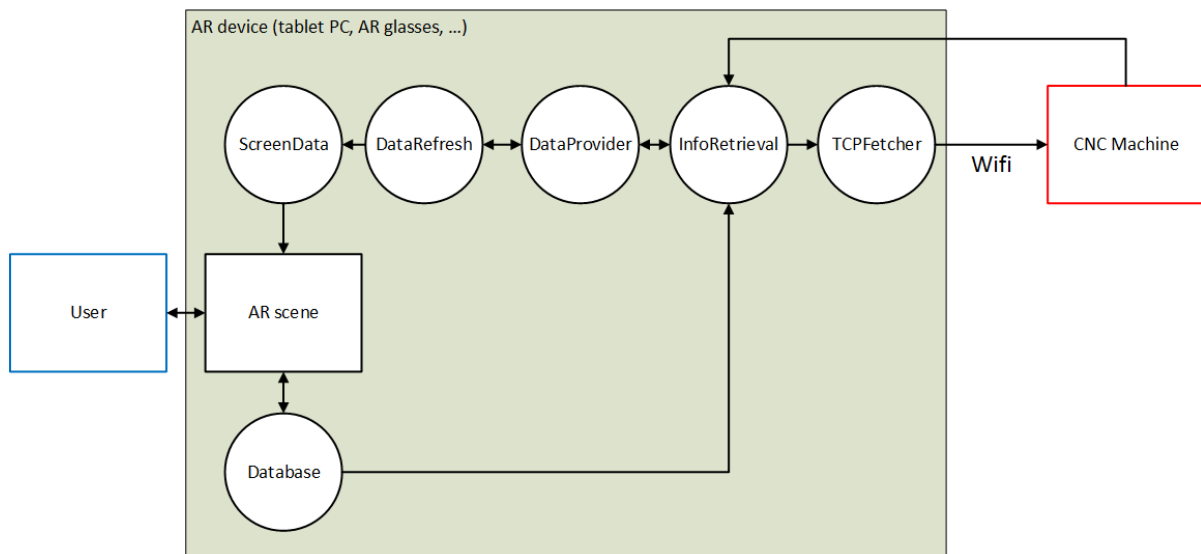 AR device (tablet PC, AR glasses, ...)
ScreenData
DataRefresh
DataProvider
InfoRetrieval
TCPFetcher
CNC Machine
Wifi
User
AR scene
Database